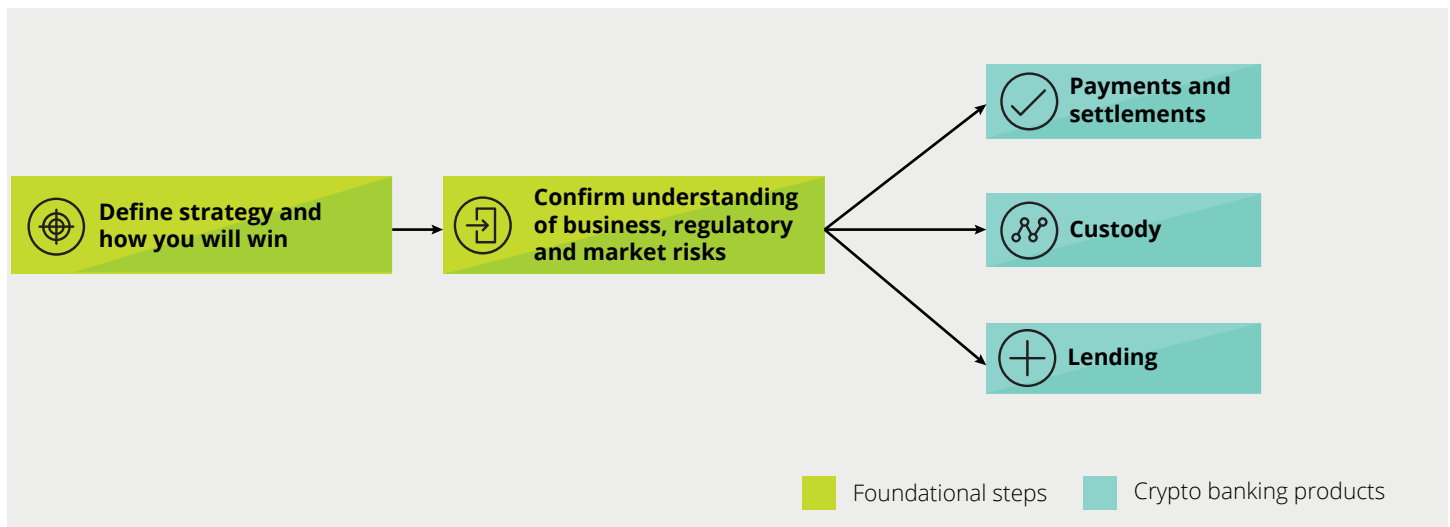 Define strategy and
how you will win
Confirm understanding
of business, regulatory
and market risks
Payments and
settlements
Custody
Lending
Foundational steps
Crypto banking products